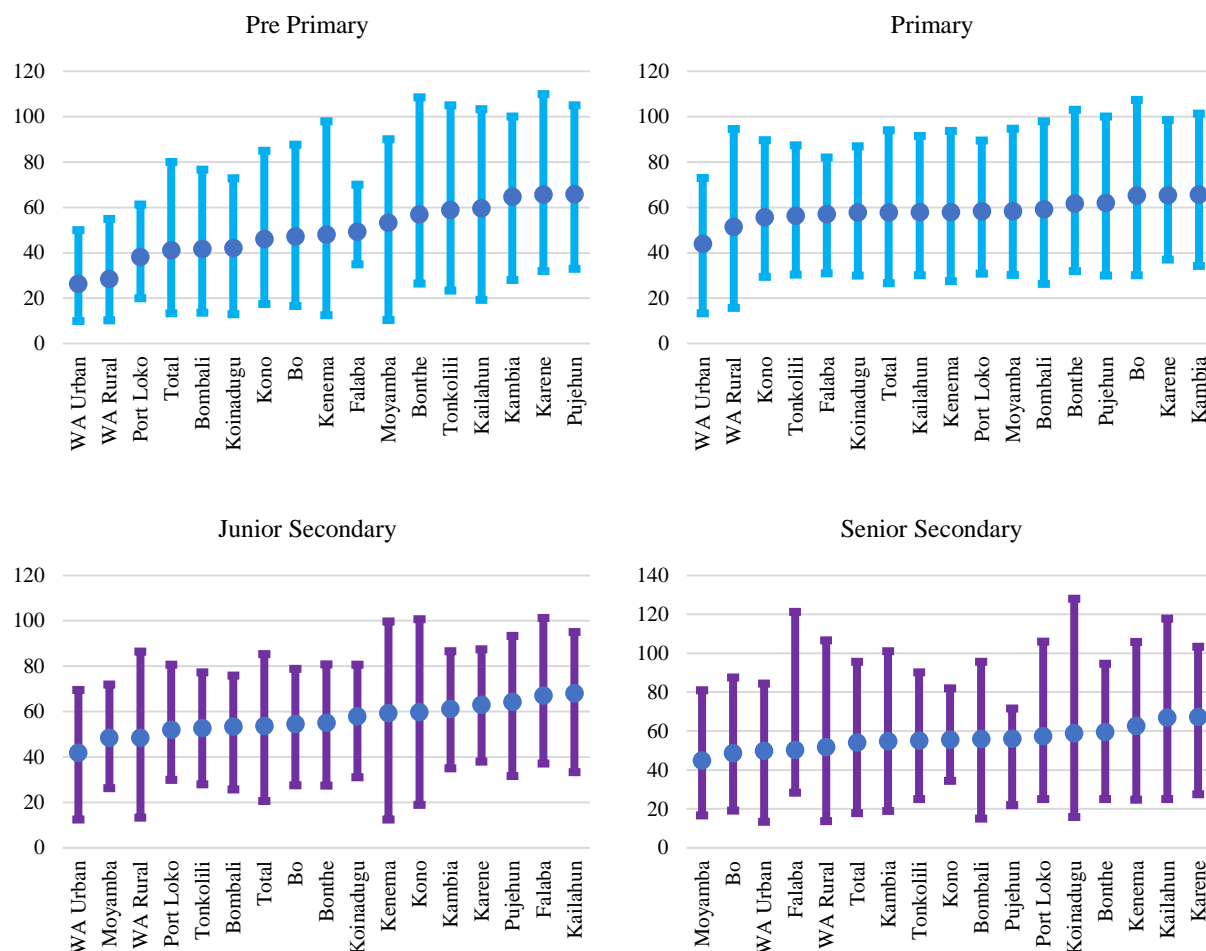 Pre Primary
120
100
80
60
40
20
0
WA Urban
WA Rural
Port Loko
Total
Bombali
Koinadugu
Kono
Bo
Kenema
Falaba
Moyamba
Bonthe
Tonkolili
Kailahun
Kambia
Karene
Pujehun
Primary
120
100
80
60
40
20
0
WA Urban
WA Rural
Kono
Tonkolili
Falaba
Koinadugu
Total
Kailahun
Kenema
Port Loko
Moyamba
Bombali
Bonthe
Pujehun
Bo
Karene
Kambia
Junior Secondary
120
100
80
60
40
20
0
WA Urban
Moyamba
WA Rural
Port Loko
Tonkolili
Bombali
Total
Bo
Bonthe
Koinadugu
Kenema
Kono
Kambia
Karene
Pujehun
Falaba
Kailahun
Senior Secondary
140
120
100
80
60
40
20
0
Moyamba
Bo
WA Urban
Falaba
WA Rural
Total
Kambia
Tonkolili
Kono
Bombali
Pujehun
Port Loko
Koinadugu
Bonthe
Kenema
Kailahun
Karene